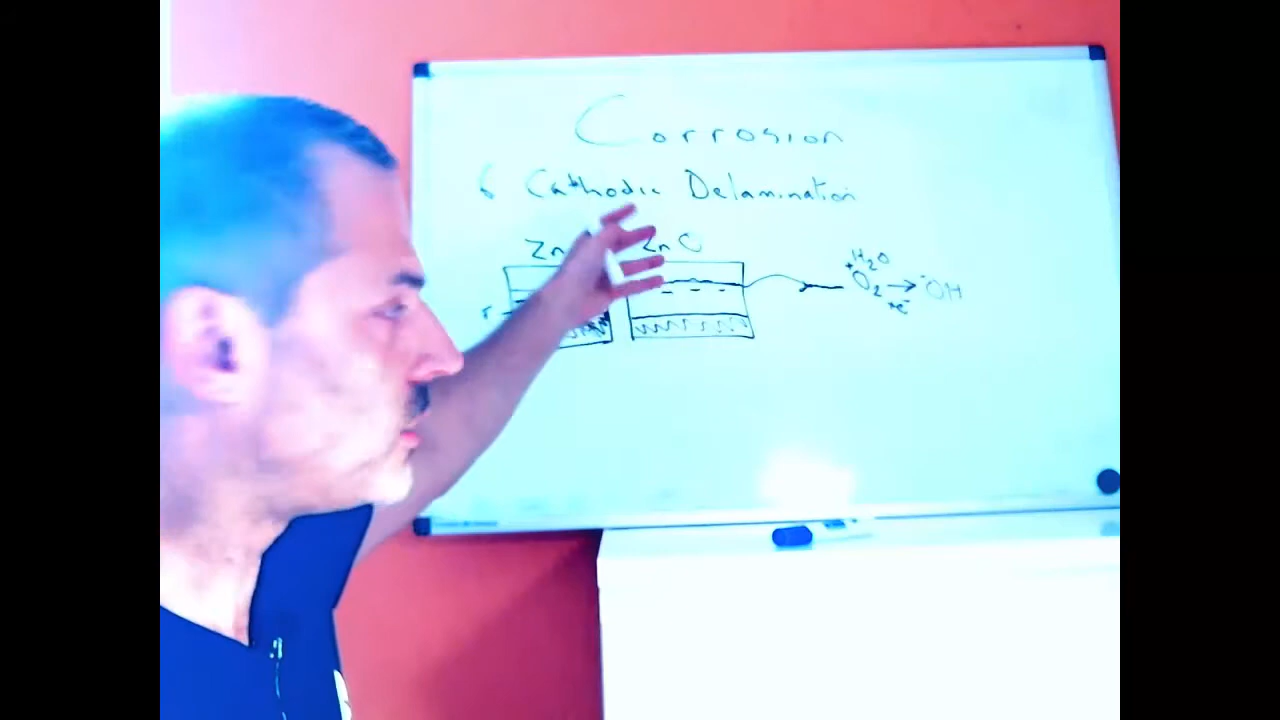 Corrosion
6 Cathodic Delamination
Zn ZnO
+H2O
O2 → -OH
+e-